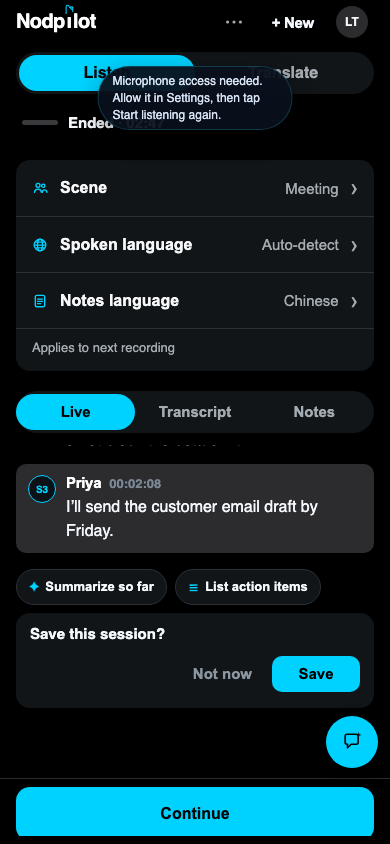 Nodpilot
··· + New LT
Translate
Microphone access needed.
Allow it in Settings, then tap
Start listening again.
Ended
Scene Meeting
Spoken language Auto-detect
Notes language Chinese
Applies to next recording
Live Transcript Notes
S3 Priya 00:02:08
I’ll send the customer email draft by
Friday.
Summarize so far List action items
Save this session?
Not now Save
Continue